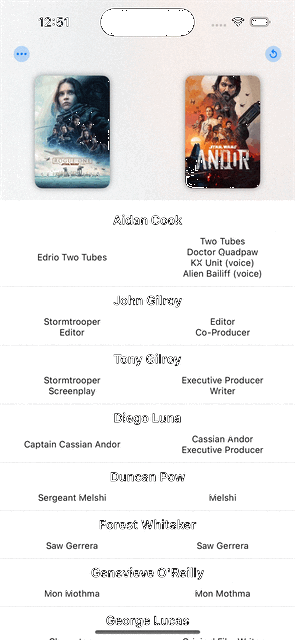 12:51
ROGUE ONE
STAR WARS
ANDOR
Aidan Cook
Edrio Two Tubes
Two Tubes
Doctor Quadpaw
KX Unit (voice)
Alien Bailiff (voice)
John Gilroy
Stormtrooper
Editor
Editor
Co-Producer
Tony Gilroy
Stormtrooper
Screenplay
Executive Producer
Writer
Diego Luna
Captain Cassian Andor
Cassian Andor
Executive Producer
Duncan Pow
Sergeant Melshi
Melshi
Forest Whitaker
Saw Gerrera
Saw Gerrera
Genevieve O'Reilly
Mon Mothma
Mon Mothma
George Lucas